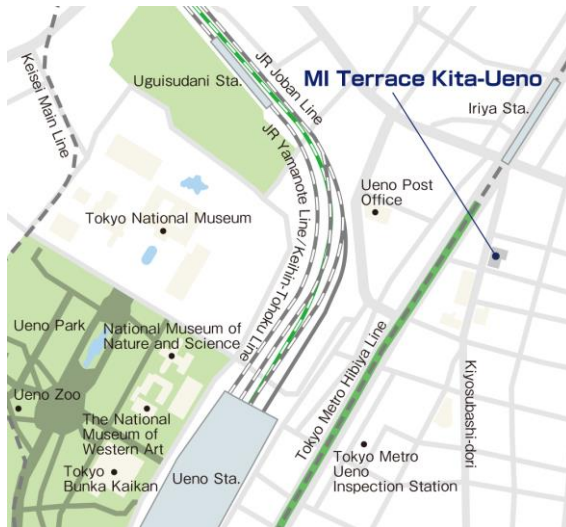 Keisei Main Line
Uguisudani Sta.
JR Joban Line
MI Terrace Kita-Ueno
Iriya Sta.
JR Yamanote Line/Keihin-Tohoku Line
Ueno Post
Office
Tokyo National Museum
Ueno Park
National Museum of
Nature and Science
Tokyo Metro Hibiya Line
Kiyosubashi-dori
Ueno Zoo
The National
Museum of
Western Art
Tokyo
Bunka Kaikan
Ueno Sta.
Tokyo Metro
Ueno
Inspection Station